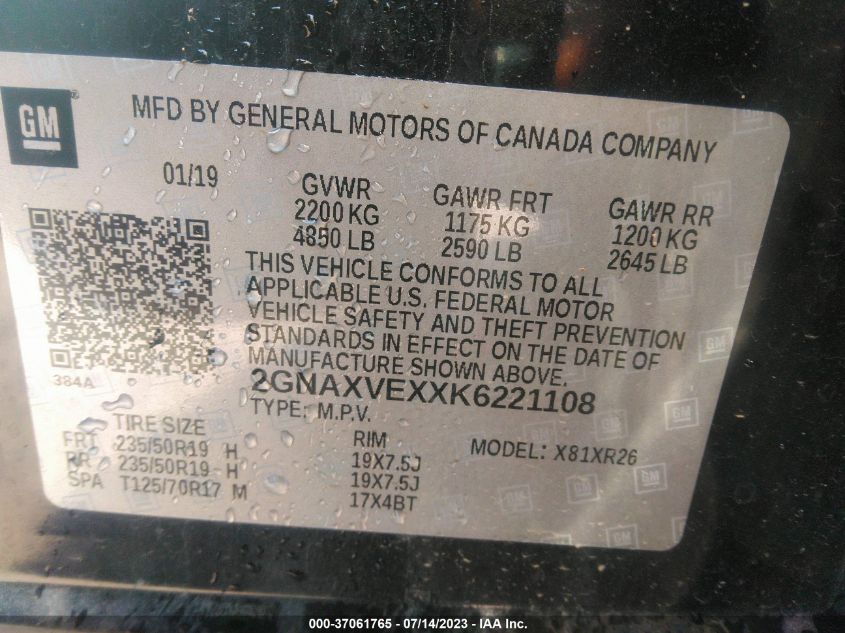 GM
MFD BY GENERAL MOTORS OF CANADA COMPANY
01/19
GVWR
2200 KG
4850 LB
GAWR FRT
1175 KG
2590 LB
GAWR RR
1200 KG
2645 LB
THIS VEHICLE CONFORMS TO ALL
APPLICABLE U.S. FEDERAL MOTOR
VEHICLE SAFETY AND THEFT PREVENTION
STANDARDS IN EFFECT ON THE DATE OF
MANUFACTURE SHOWN ABOVE.
384A
2GNAXVEXXK6221108
TYPE: M.P.V.
TIRE SIZE RIM MODEL: X81XR26
FRT 235/50R19 H 19X7.5J
RR 235/50R19 H 19X7.5J
SPA T125/70R17 M 17X4BT
000-37061765 - 07/14/2023 - IAA Inc.